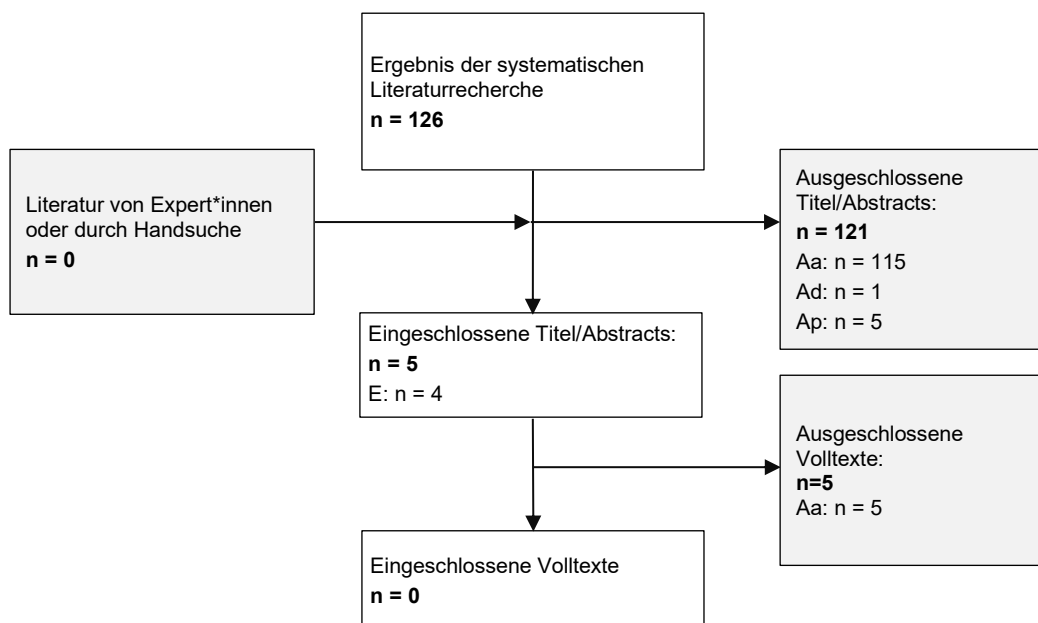 Ergebnis der systematischen
Literaturrecherche
n = 126
Literatur von Expert*innen
oder durch Handsuche
n = 0
Ausgeschlossene
Titel/Abstracts:
n = 121
Aa: n = 115
Ad: n = 1
Ap: n = 5
Eingeschlossene Titel/Abstracts:
n = 5
E: n = 4
Ausgeschlossene
Volltexte:
n=5
Aa: n = 5
Eingeschlossene Volltexte
n = 0